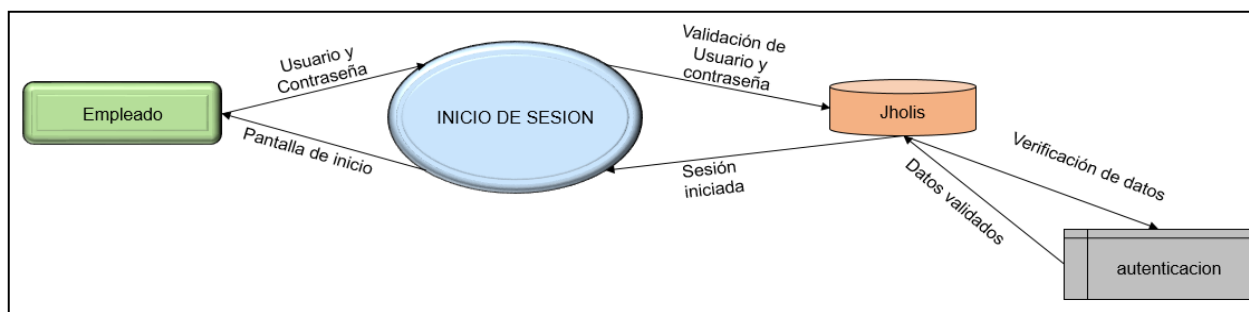 Empleado
Usuario y
Contraseña
Pantalla de inicio
INICIO DE SESION
Validación de
Usuario y
contraseña
Sesión
iniciada
Jholis
Verificación de datos
Datos validados
autenticacion